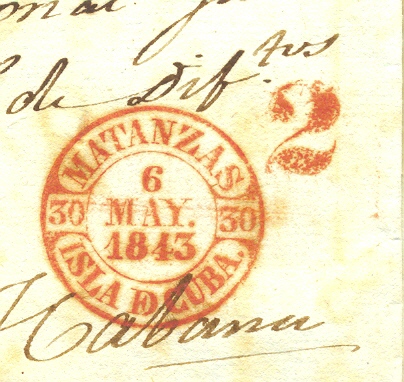 de Dif.tos
2
MATANZAS
6
30 MAY. 30
1843
ISLA DE CUBA.
Habana